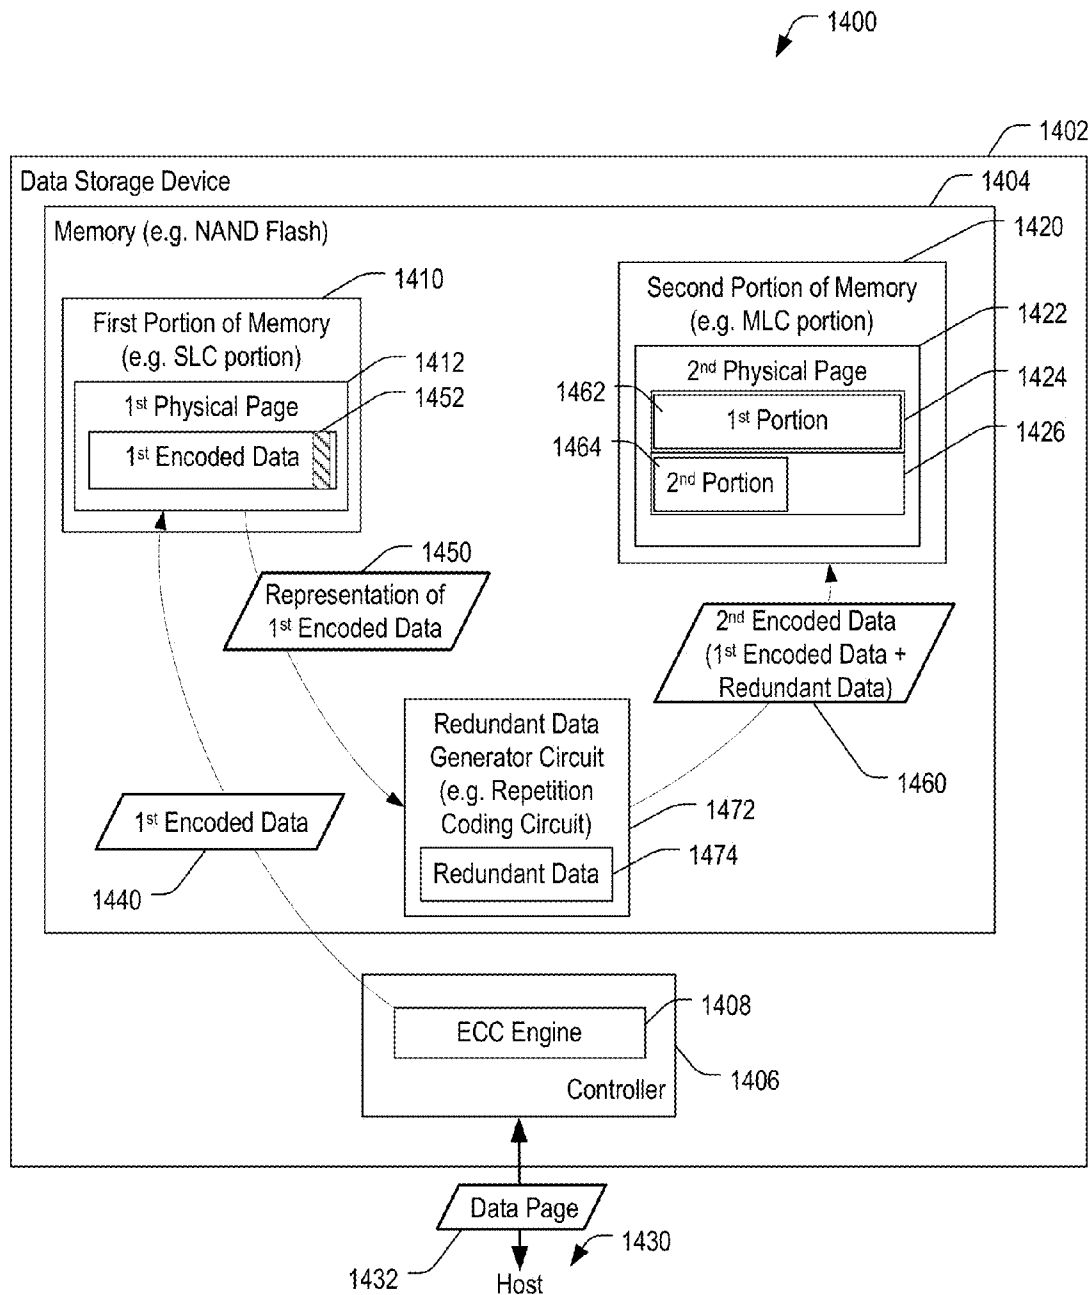 1400
1402
Data Storage Device
1404
Memory (e.g. NAND Flash)
1420
1410
Second Portion of Memory
(e.g. MLC portion)
First Portion of Memory
(e.g. SLC portion)
1422
1412
2nd Physical Page
1424
1462
1st Portion
1452
1st Physical Page
1426
1464
1st Encoded Data
2nd Portion
1450
Representation of
1st Encoded Data
2nd Encoded Data
(1st Encoded Data +
Redundant Data)
Redundant Data
Generator Circuit
(e.g. Repetition
Coding Circuit)
1460
1472
1st Encoded Data
1474
Redundant Data
1440
1408
ECC Engine
1406
Controller
Data Page
1430
1432
Host